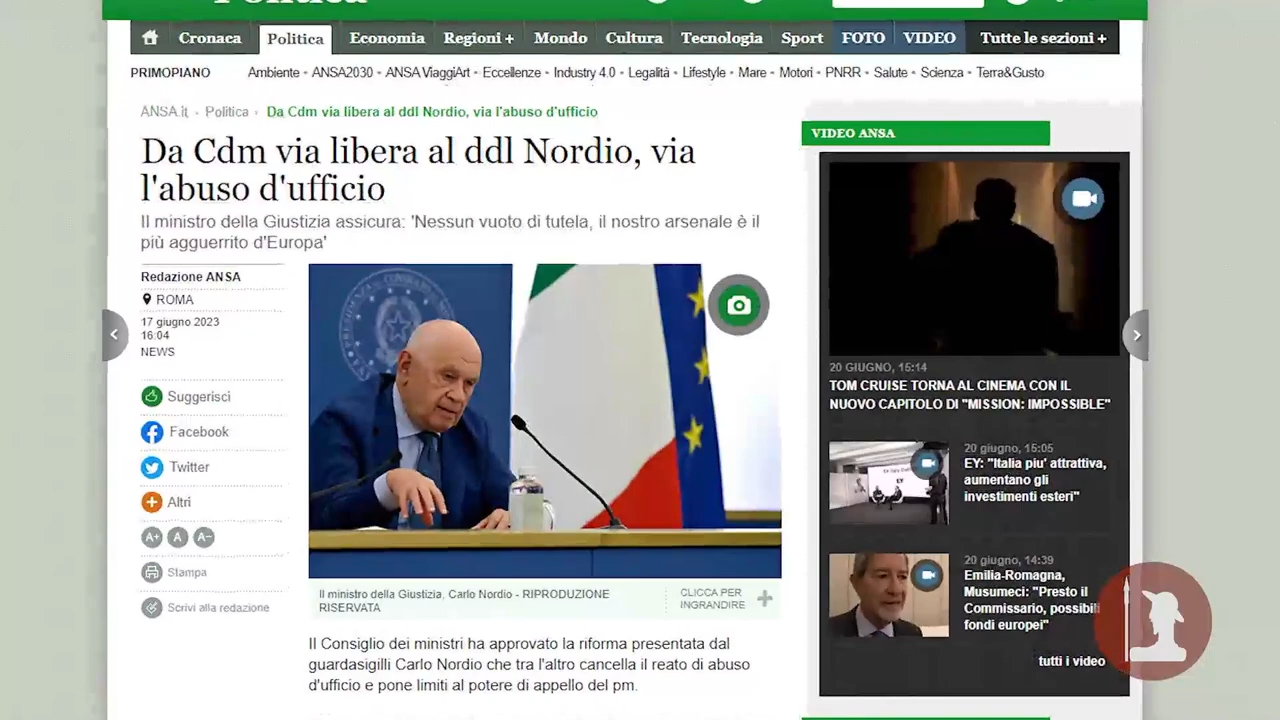 Politica
Cronaca Politica Economia Regioni + Mondo Cultura Tecnologia Sport FOTO VIDEO Tutte le sezioni +
PRIMOPIANO Ambiente • ANSA2030 • ANSA ViaggiArt • Eccellenze • Industry 4.0 • Legalità • Lifestyle • Mare • Motori • PNRR • Salute • Scienza • Terra&Gusto
ANSA.it • Politica • Da Cdm via libera al ddl Nordio, via l'abuso d'ufficio
Da Cdm via libera al ddl Nordio, via
l'abuso d'ufficio
Il ministro della Giustizia assicura: 'Nessun vuoto di tutela, il nostro arsenale è il
più agguerrito d'Europa'
Redazione ANSA
ROMA
17 giugno 2023
16:04
NEWS
Suggerisci
Facebook
Twitter
Altri
A+ A A-
Stampa
Scrivi alla redazione
Il ministro della Giustizia, Carlo Nordio - RIPRODUZIONE
RISERVATA
CLICCA PER
INGRANDIRE
Il Consiglio dei ministri ha approvato la riforma presentata dal
guardasigilli Carlo Nordio che tra l'altro cancella il reato di abuso
d'ufficio e pone limiti al potere di appello del pm.
VIDEO ANSA
20 GIUGNO, 15:14
TOM CRUISE TORNA AL CINEMA CON IL
NUOVO CAPITOLO DI "MISSION: IMPOSSIBLE"
20 giugno, 15:05
EY: "Italia piu' attrattiva,
aumentano gli
investimenti esteri"
20 giugno, 14:39
Emilia-Romagna,
Musumeci: "Presto il
Commissario, possibili
fondi europei"
tutti i video